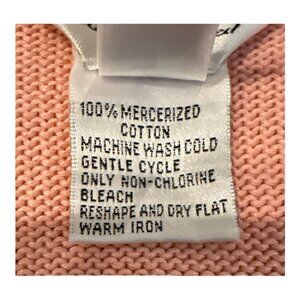 100% MERCERIZED
COTTON
MACHINE WASH COLD
GENTLE CYCLE
ONLY NON-CHLORINE
BLEACH
RESHAPE AND DRY FLAT
WARM IRON